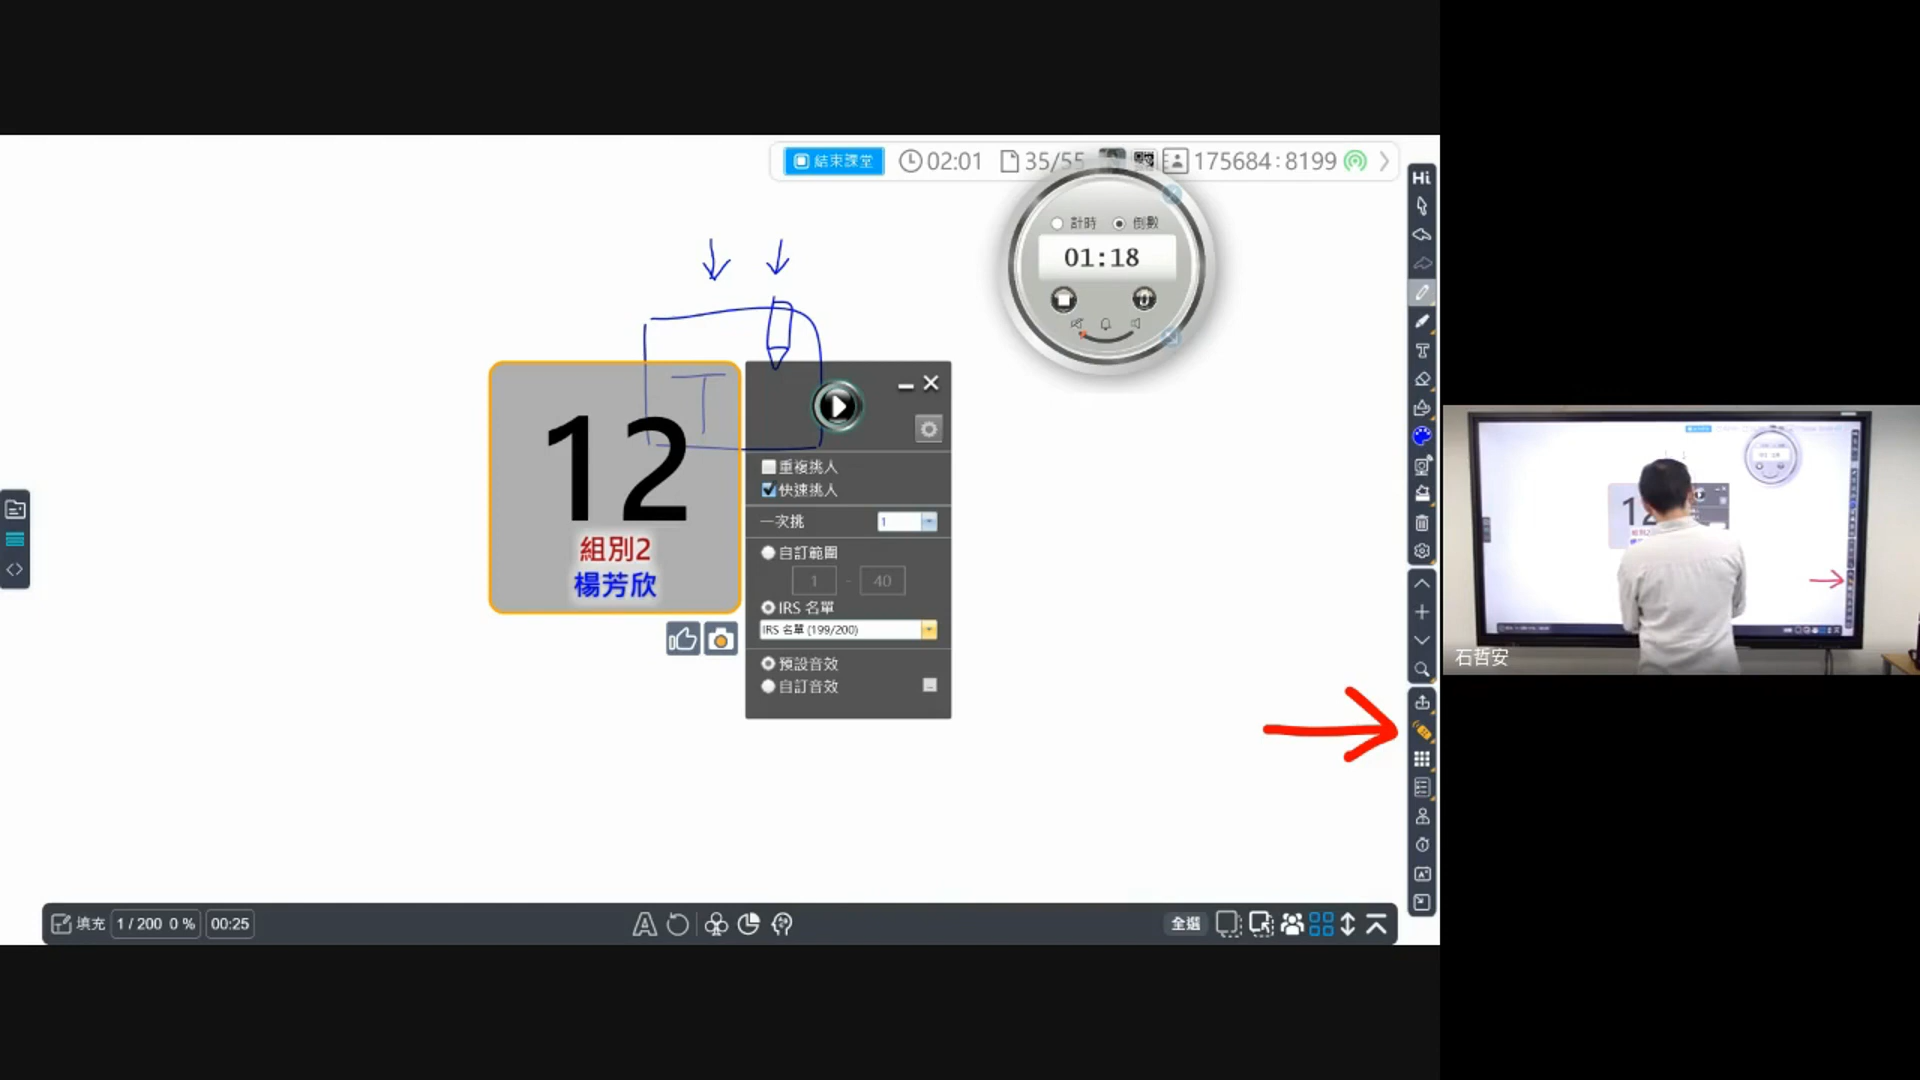 結束課堂 02:01 35/55 175684:8199
Hi
計時 倒數
01:18
0
T
12
組別2
楊芳欣
重複挑人
快速挑人
一次挑 1
自訂範圍
1 - 40
IRS 名單
IRS 名單 (199/200)
預設音效
自訂音效
填充 1/200 0% 00:25
全選
石哲安